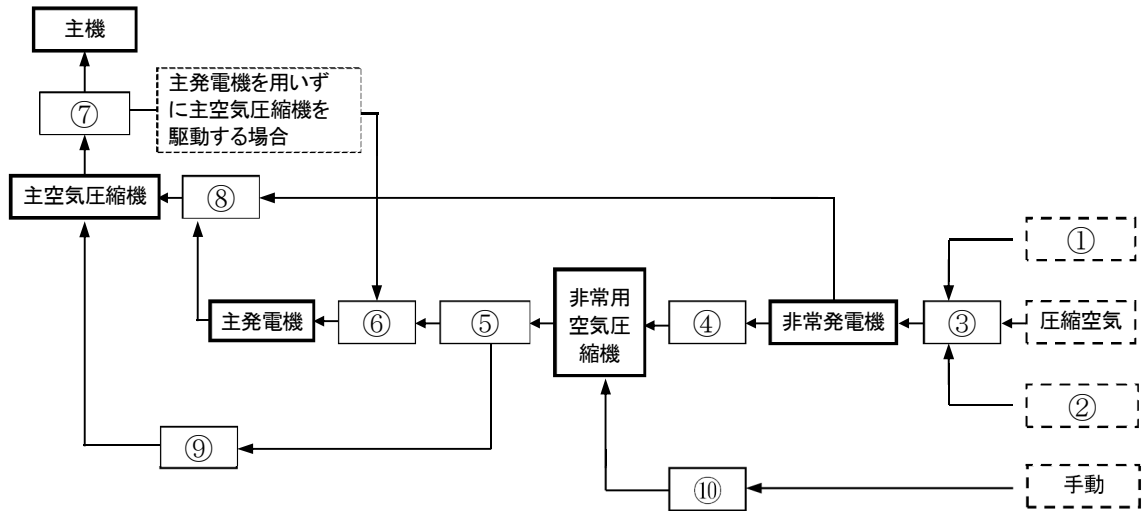 主機
⑦
主発電機を用いず
に主空気圧縮機を
駆動する場合
主空気圧縮機
⑧
①
主発電機
⑥
⑤
非常用
空気圧
縮機
④
非常発電機
③
圧縮空気
②
⑨
⑩
手動